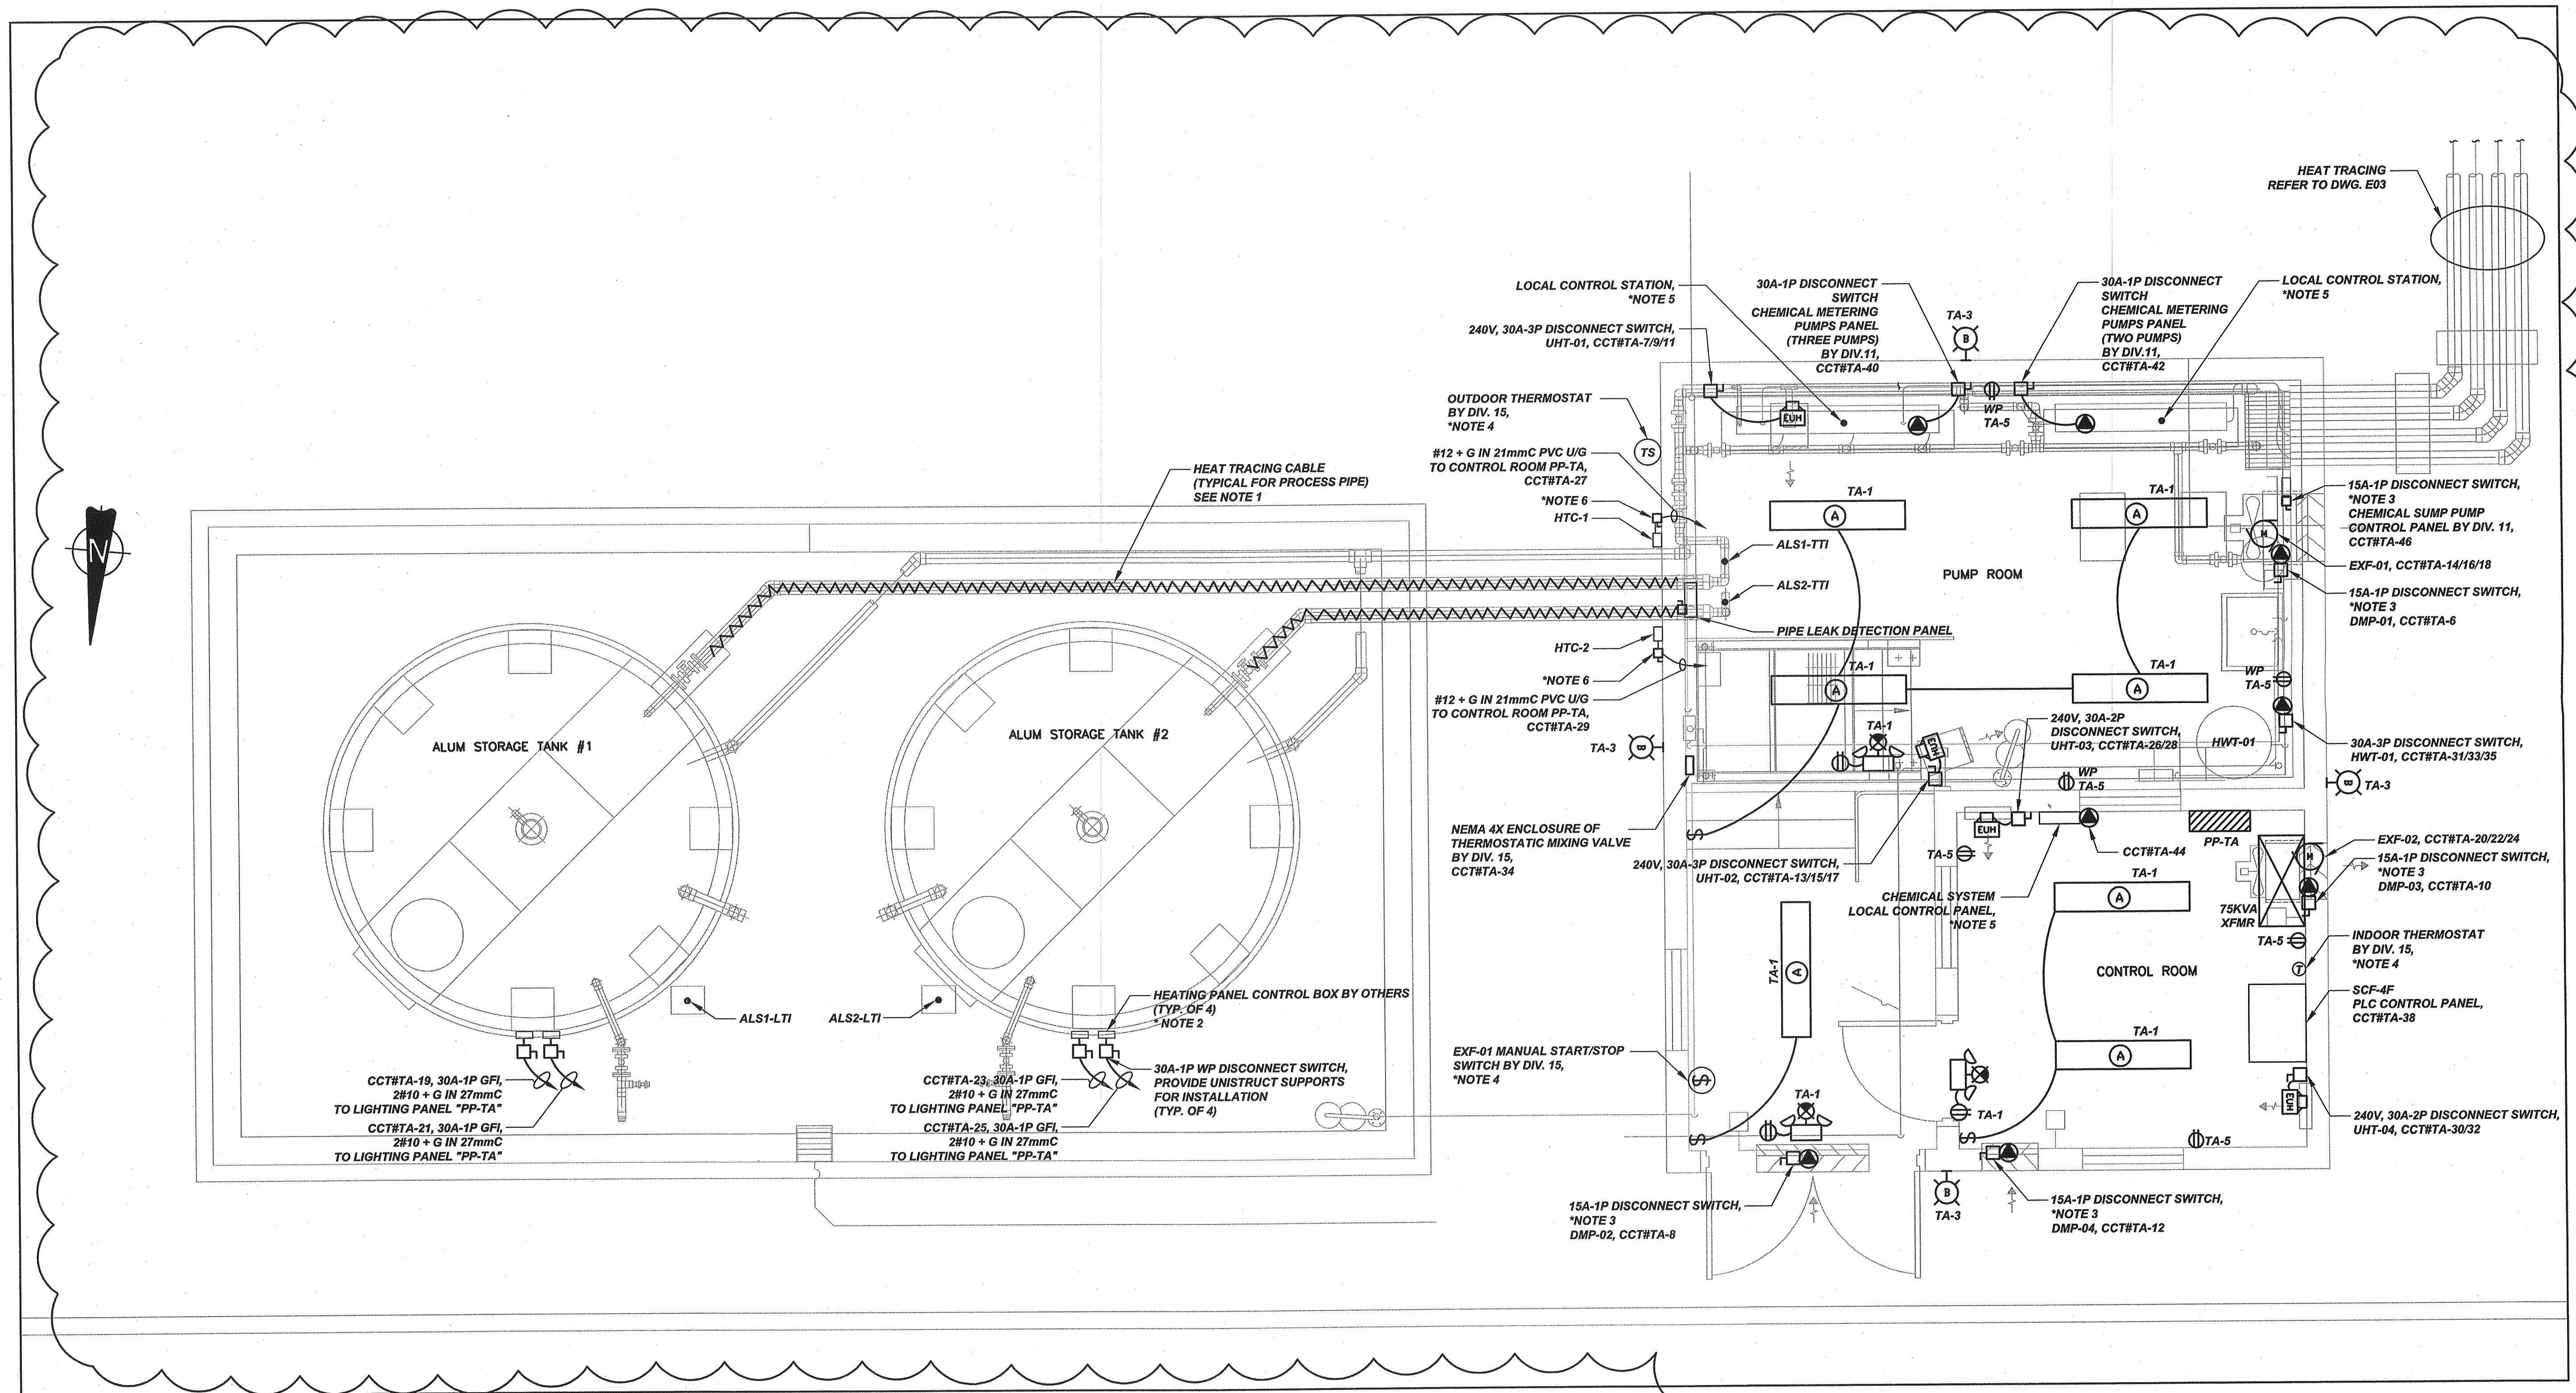 HEAT TRACING
REFER TO DWG. E03
LOCAL CONTROL STATION,
*NOTE 5
240V, 30A-3P DISCONNECT SWITCH,
UHT-01, CCT#TA-7/9/11
30A-1P DISCONNECT
SWITCH
CHEMICAL METERING
PUMPS PANEL
(THREE PUMPS)
BY DIV.11,
CCT#TA-40
TA-3
B
30A-1P DISCONNECT
SWITCH
CHEMICAL METERING
PUMPS PANEL
(TWO PUMPS)
BY DIV.11,
CCT#TA-42
LOCAL CONTROL STATION,
*NOTE 5
OUTDOOR THERMOSTAT
BY DIV. 15,
*NOTE 4
TS
EUH
WP
TA-5
#12 + G IN 21mmC PVC U/G
TO CONTROL ROOM PP-TA,
CCT#TA-27
*NOTE 6
HTC-1
HEAT TRACING CABLE
(TYPICAL FOR PROCESS PIPE)
SEE NOTE 1
N
TA-1
A
TA-1
A
15A-1P DISCONNECT SWITCH,
*NOTE 3
CHEMICAL SUMP PUMP
CONTROL PANEL BY DIV. 11,
CCT#TA-46
M
EXF-01, CCT#TA-14/16/18
15A-1P DISCONNECT SWITCH,
*NOTE 3
DMP-01, CCT#TA-6
ALS1-TTI
ALS2-TTI
PUMP ROOM
PIPE LEAK DETECTION PANEL
HTC-2
*NOTE 6
#12 + G IN 21mmC PVC U/G
TO CONTROL ROOM PP-TA,
CCT#TA-29
TA-1
A
TA-1
A
WP
TA-5
ALUM STORAGE TANK #1
ALUM STORAGE TANK #2
TA-3
B
TA-1
EUH
240V, 30A-2P
DISCONNECT SWITCH,
UHT-03, CCT#TA-26/28
HWT-01
30A-3P DISCONNECT SWITCH,
HWT-01, CCT#TA-31/33/35
WP
TA-5
B
TA-3
NEMA 4X ENCLOSURE OF
THERMOSTATIC MIXING VALVE
BY DIV. 15,
CCT#TA-34
S
240V, 30A-3P DISCONNECT SWITCH,
UHT-02, CCT#TA-13/15/17
EUH
TA-5
CCT#TA-44
PP-TA
M
EXF-02, CCT#TA-20/22/24
15A-1P DISCONNECT SWITCH,
*NOTE 3
DMP-03, CCT#TA-10
CHEMICAL SYSTEM
LOCAL CONTROL PANEL,
*NOTE 5
TA-1
A
75KVA
XFMR
TA-5
INDOOR THERMOSTAT
BY DIV. 15,
*NOTE 4
T
TA-1
A
CONTROL ROOM
SCF-4F
PLC CONTROL PANEL,
CCT#TA-38
ALS1-LTI
ALS2-LTI
HEATING PANEL CONTROL BOX BY OTHERS
(TYP. OF 4)
* NOTE 2
TA-1
A
EXF-01 MANUAL START/STOP
SWITCH BY DIV. 15,
*NOTE 4
S
30A-1P WP DISCONNECT SWITCH,
PROVIDE UNISTRUCT SUPPORTS
FOR INSTALLATION
(TYP. OF 4)
CCT#TA-19, 30A-1P GFI,
2#10 + G IN 27mmC
TO LIGHTING PANEL "PP-TA"
CCT#TA-21, 30A-1P GFI,
2#10 + G IN 27mmC
TO LIGHTING PANEL "PP-TA"
CCT#TA-23, 30A-1P GFI,
2#10 + G IN 27mmC
TO LIGHTING PANEL "PP-TA"
CCT#TA-25, 30A-1P GFI,
2#10 + G IN 27mmC
TO LIGHTING PANEL "PP-TA"
TA-1
TA-1
EUH
240V, 30A-2P DISCONNECT SWITCH,
UHT-04, CCT#TA-30/32
S
S
TA-5
15A-1P DISCONNECT SWITCH,
*NOTE 3
DMP-02, CCT#TA-8
B
TA-3
15A-1P DISCONNECT SWITCH,
*NOTE 3
DMP-04, CCT#TA-12